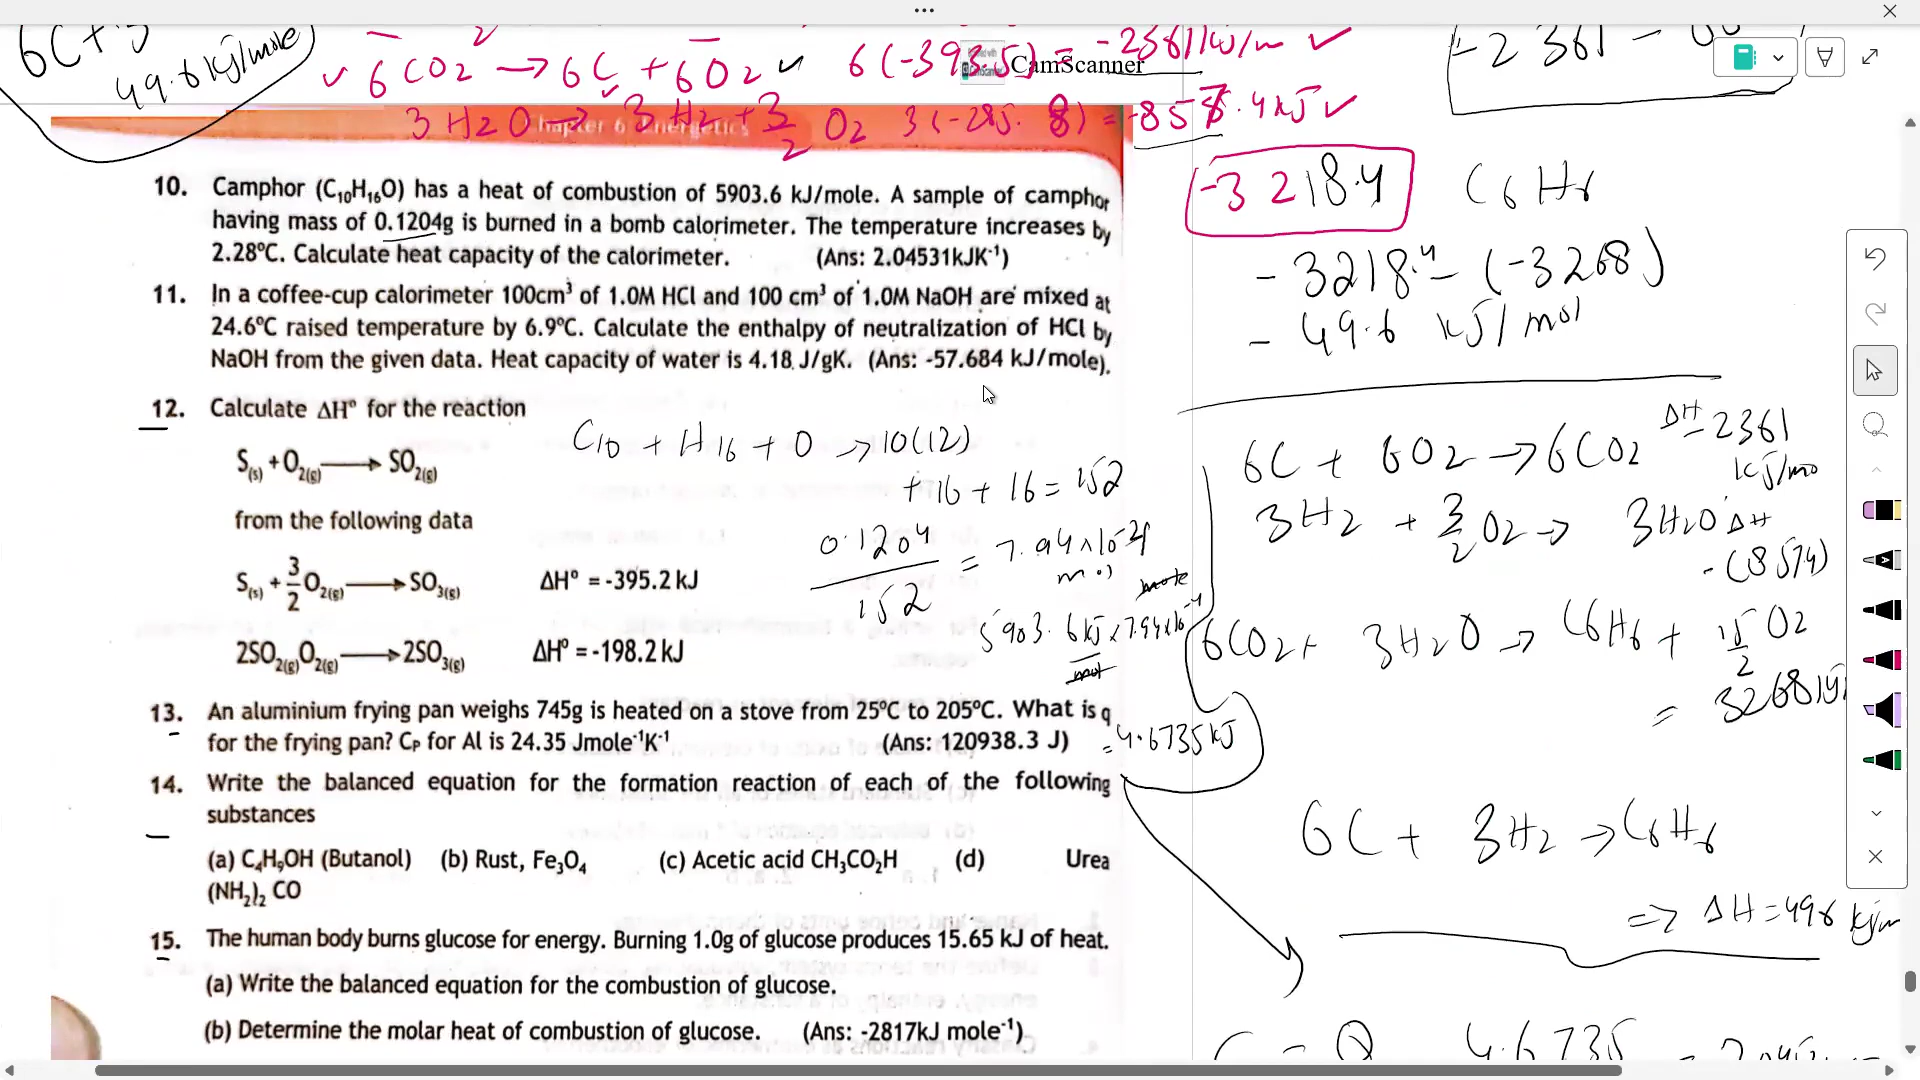 6C+3
49.6kJ/mole
6CO2 → 6C + 6O2 6(-393.5) = -2361 kJ/m ✓
CamScanner
3H2O → 3H2 + 3/2 O2 3(-285.8) = -857.4kJ ✓
Chapter 6 Energetics
-2361 -
-3218.4 C6H6
-3218.4 - (-3268)
- 49.6 kJ/mol
10. Camphor (C₁₀H₁₆O) has a heat of combustion of 5903.6 kJ/mole. A sample of camphor
having mass of 0.1204g is burned in a bomb calorimeter. The temperature increases by
2.28°C. Calculate heat capacity of the calorimeter. (Ans: 2.04531kJK⁻¹)
11. In a coffee-cup calorimeter 100cm³ of 1.0M HCl and 100 cm³ of 1.0M NaOH are mixed at
24.6°C raised temperature by 6.9°C. Calculate the enthalpy of neutralization of HCl by
NaOH from the given data. Heat capacity of water is 4.18 J/gK. (Ans: -57.684 kJ/mole).
12. Calculate ΔH° for the reaction
S(s) + O2(g) → SO2(g)
from the following data
S(s) + 3/2 O2(g) → SO3(g) ΔH° = -395.2 kJ
2SO2(g)O2(g) → 2SO3(g) ΔH° = -198.2 kJ
C10 + H16 + O → 10(12)
+ 16 + 16 = 152
0.1204/152 = 7.94×10⁻⁴
mol
mole
5903.6 kJ/mol × 7.94×10⁻⁴
= 4.6735 kJ
13. An aluminium frying pan weighs 745g is heated on a stove from 25°C to 205°C. What is q
for the frying pan? Cₚ for Al is 24.35 Jmole⁻¹K⁻¹ (Ans: 120938.3 J)
14. Write the balanced equation for the formation reaction of each of the following
substances
(a) C₄H₉OH (Butanol) (b) Rust, Fe₃O₄ (c) Acetic acid CH₃CO₂H (d) Urea
(NH₂)₂ CO
15. The human body burns glucose for energy. Burning 1.0g of glucose produces 15.65 kJ of heat.
(a) Write the balanced equation for the combustion of glucose.
(b) Determine the molar heat of combustion of glucose. (Ans: -2817kJ mole⁻¹)
6C + 6O2 → 6CO2 ΔH -2361
kJ/mo
3H2 + 3/2 O2 → 3H2O ΔH
-(8574)
6CO2 + 3H2O → C6H6 + 15/2 O2
= 3268
6C + 3H2 → C6H6
=> ΔH = 496 kJ/m
4.6735